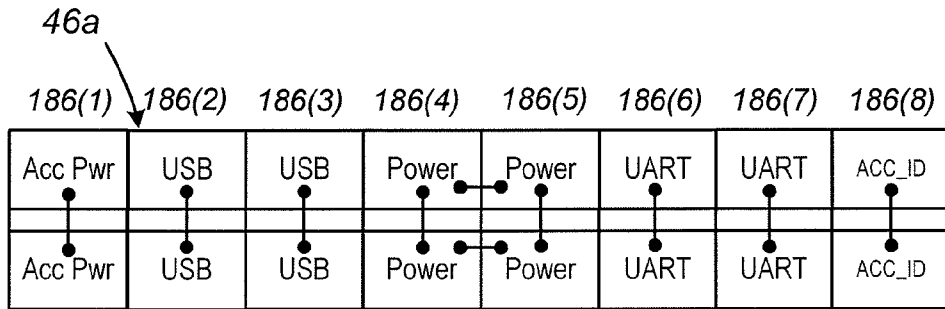 46a
186(1) 186(2) 186(3) 186(4) 186(5) 186(6) 186(7) 186(8)
Acc Pwr USB USB Power Power UART UART ACC_ID
Acc Pwr USB USB Power Power UART UART ACC_ID